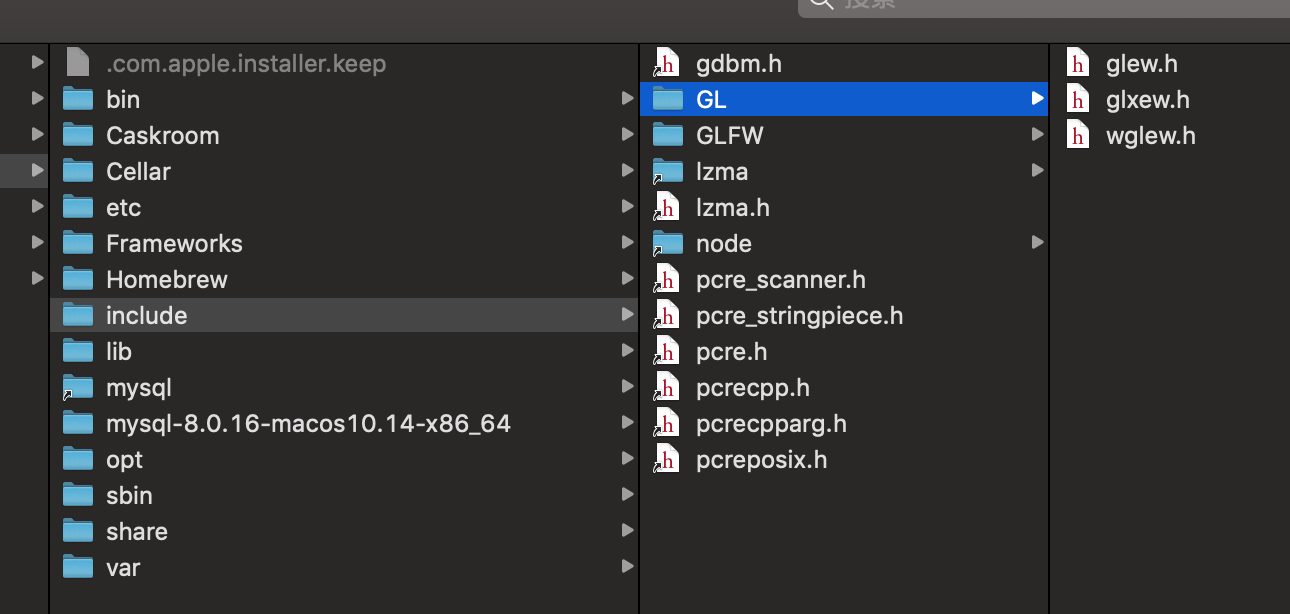 搜索
.com.apple.installer.keep
bin
Caskroom
Cellar
etc
Frameworks
Homebrew
include
lib
mysql
mysql-8.0.16-macos10.14-x86_64
opt
sbin
share
var
gdbm.h
GL
GLFW
lzma
lzma.h
node
pcre_scanner.h
pcre_stringpiece.h
pcre.h
pcrecpp.h
pcrecpparg.h
pcreposix.h
glew.h
glxew.h
wglew.h